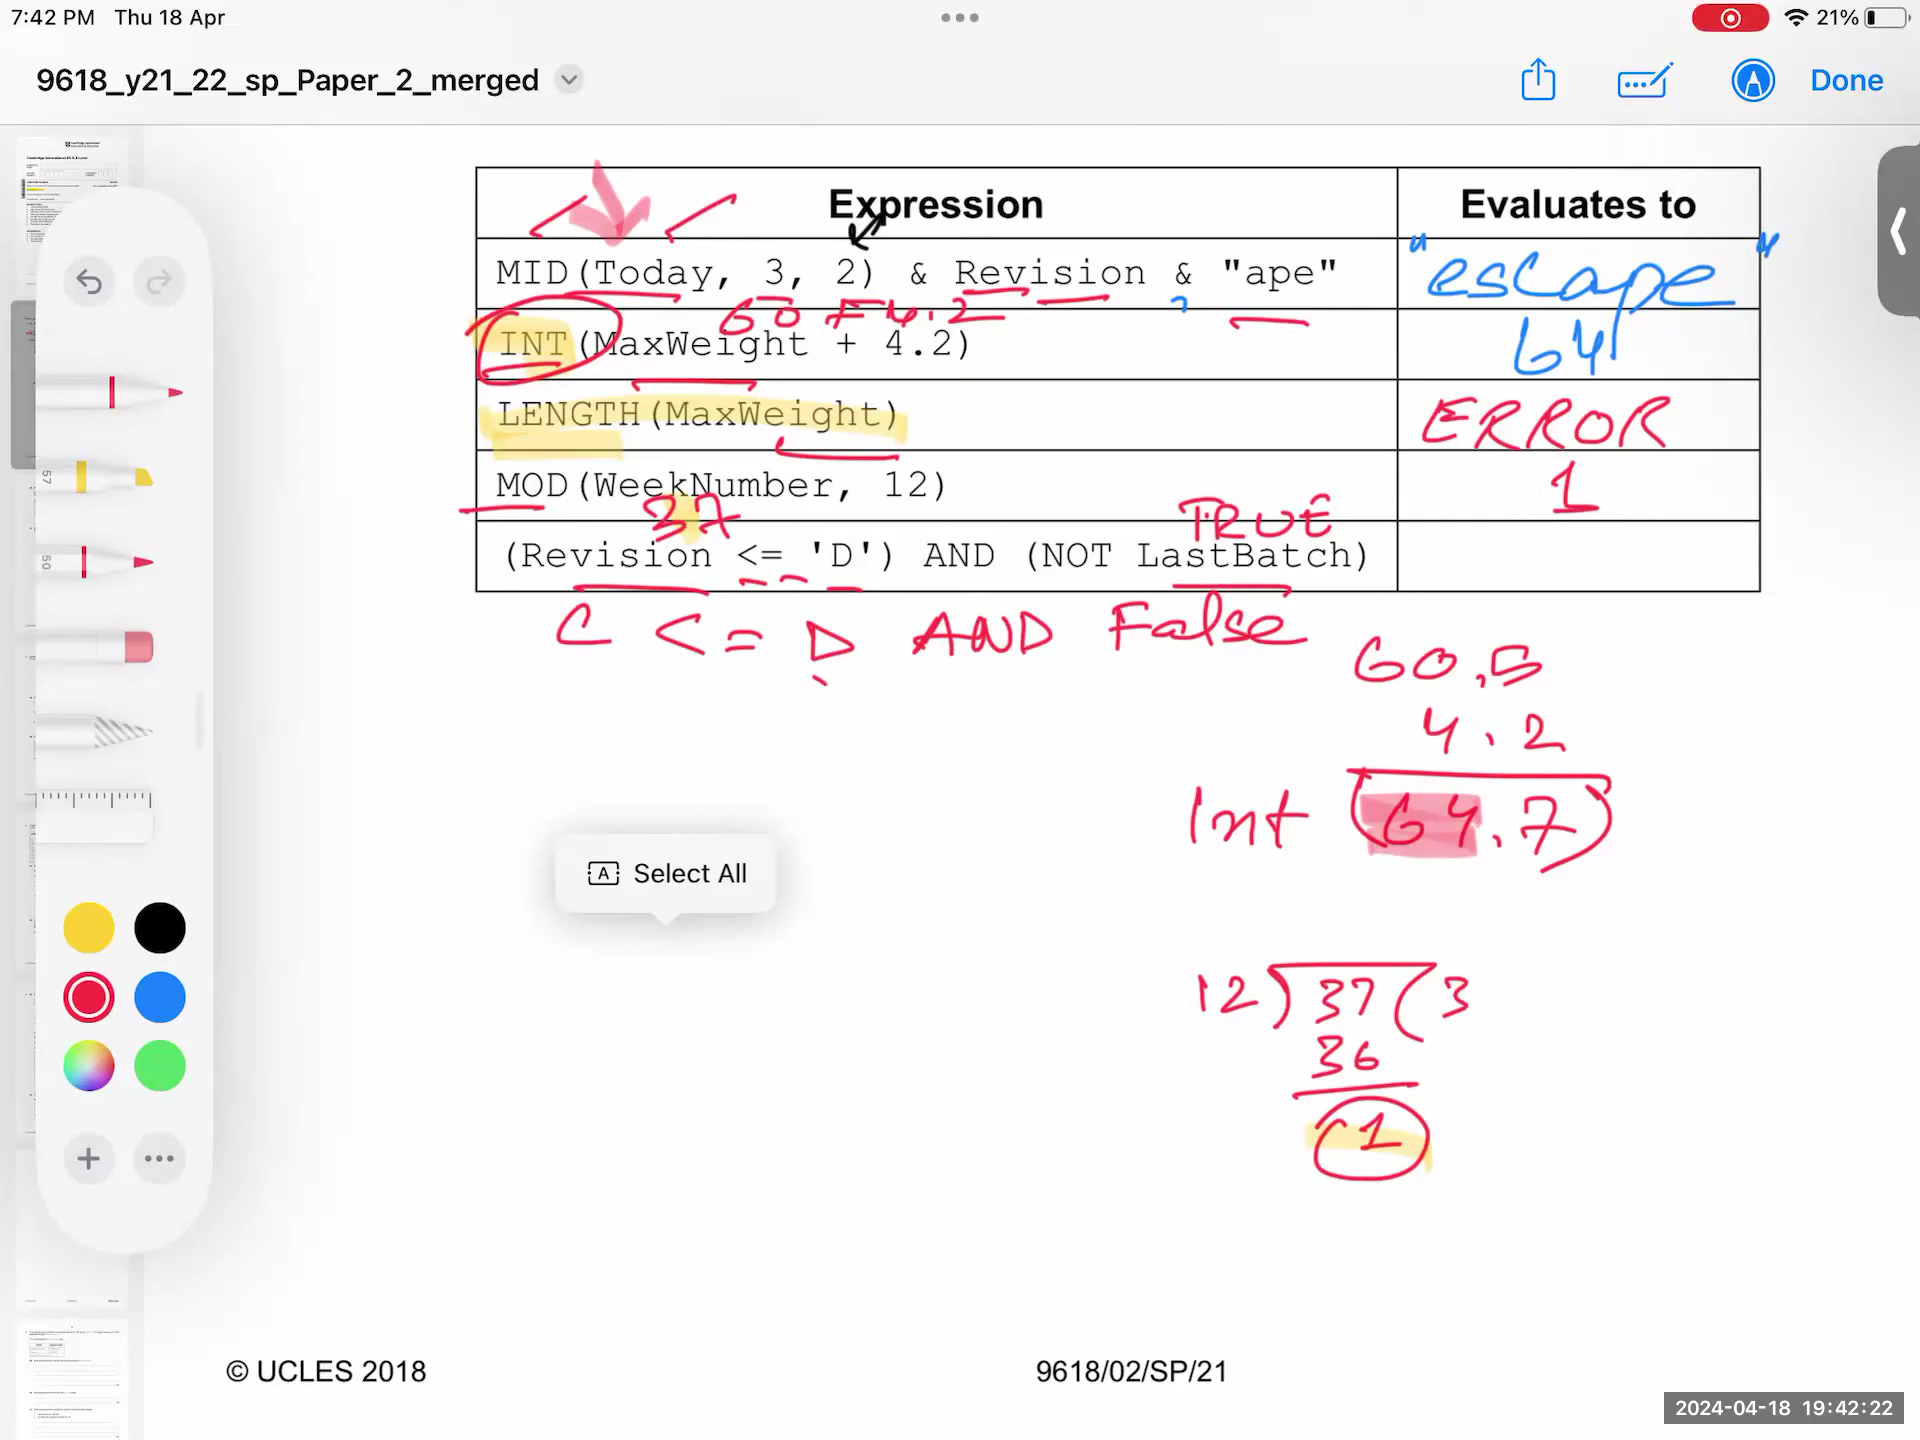 7:42 PM Thu 18 Apr
21%
9618_y21_22_sp_Paper_2_merged
Done
Expression Evaluates to
MID(Today, 3, 2) & Revision & "ape" "escape"
60 + 4.2
INT(MaxWeight + 4.2) 64
LENGTH(MaxWeight) ERROR
MOD(WeekNumber, 12) 1
37 TRUE
(Revision <= 'D') AND (NOT LastBatch)
C <= D AND False
60.5
4.2
Int (64.7)
Select All
57
50
12) 37 (3
36
1
© UCLES 2018 9618/02/SP/21
2024-04-18 19:42:22